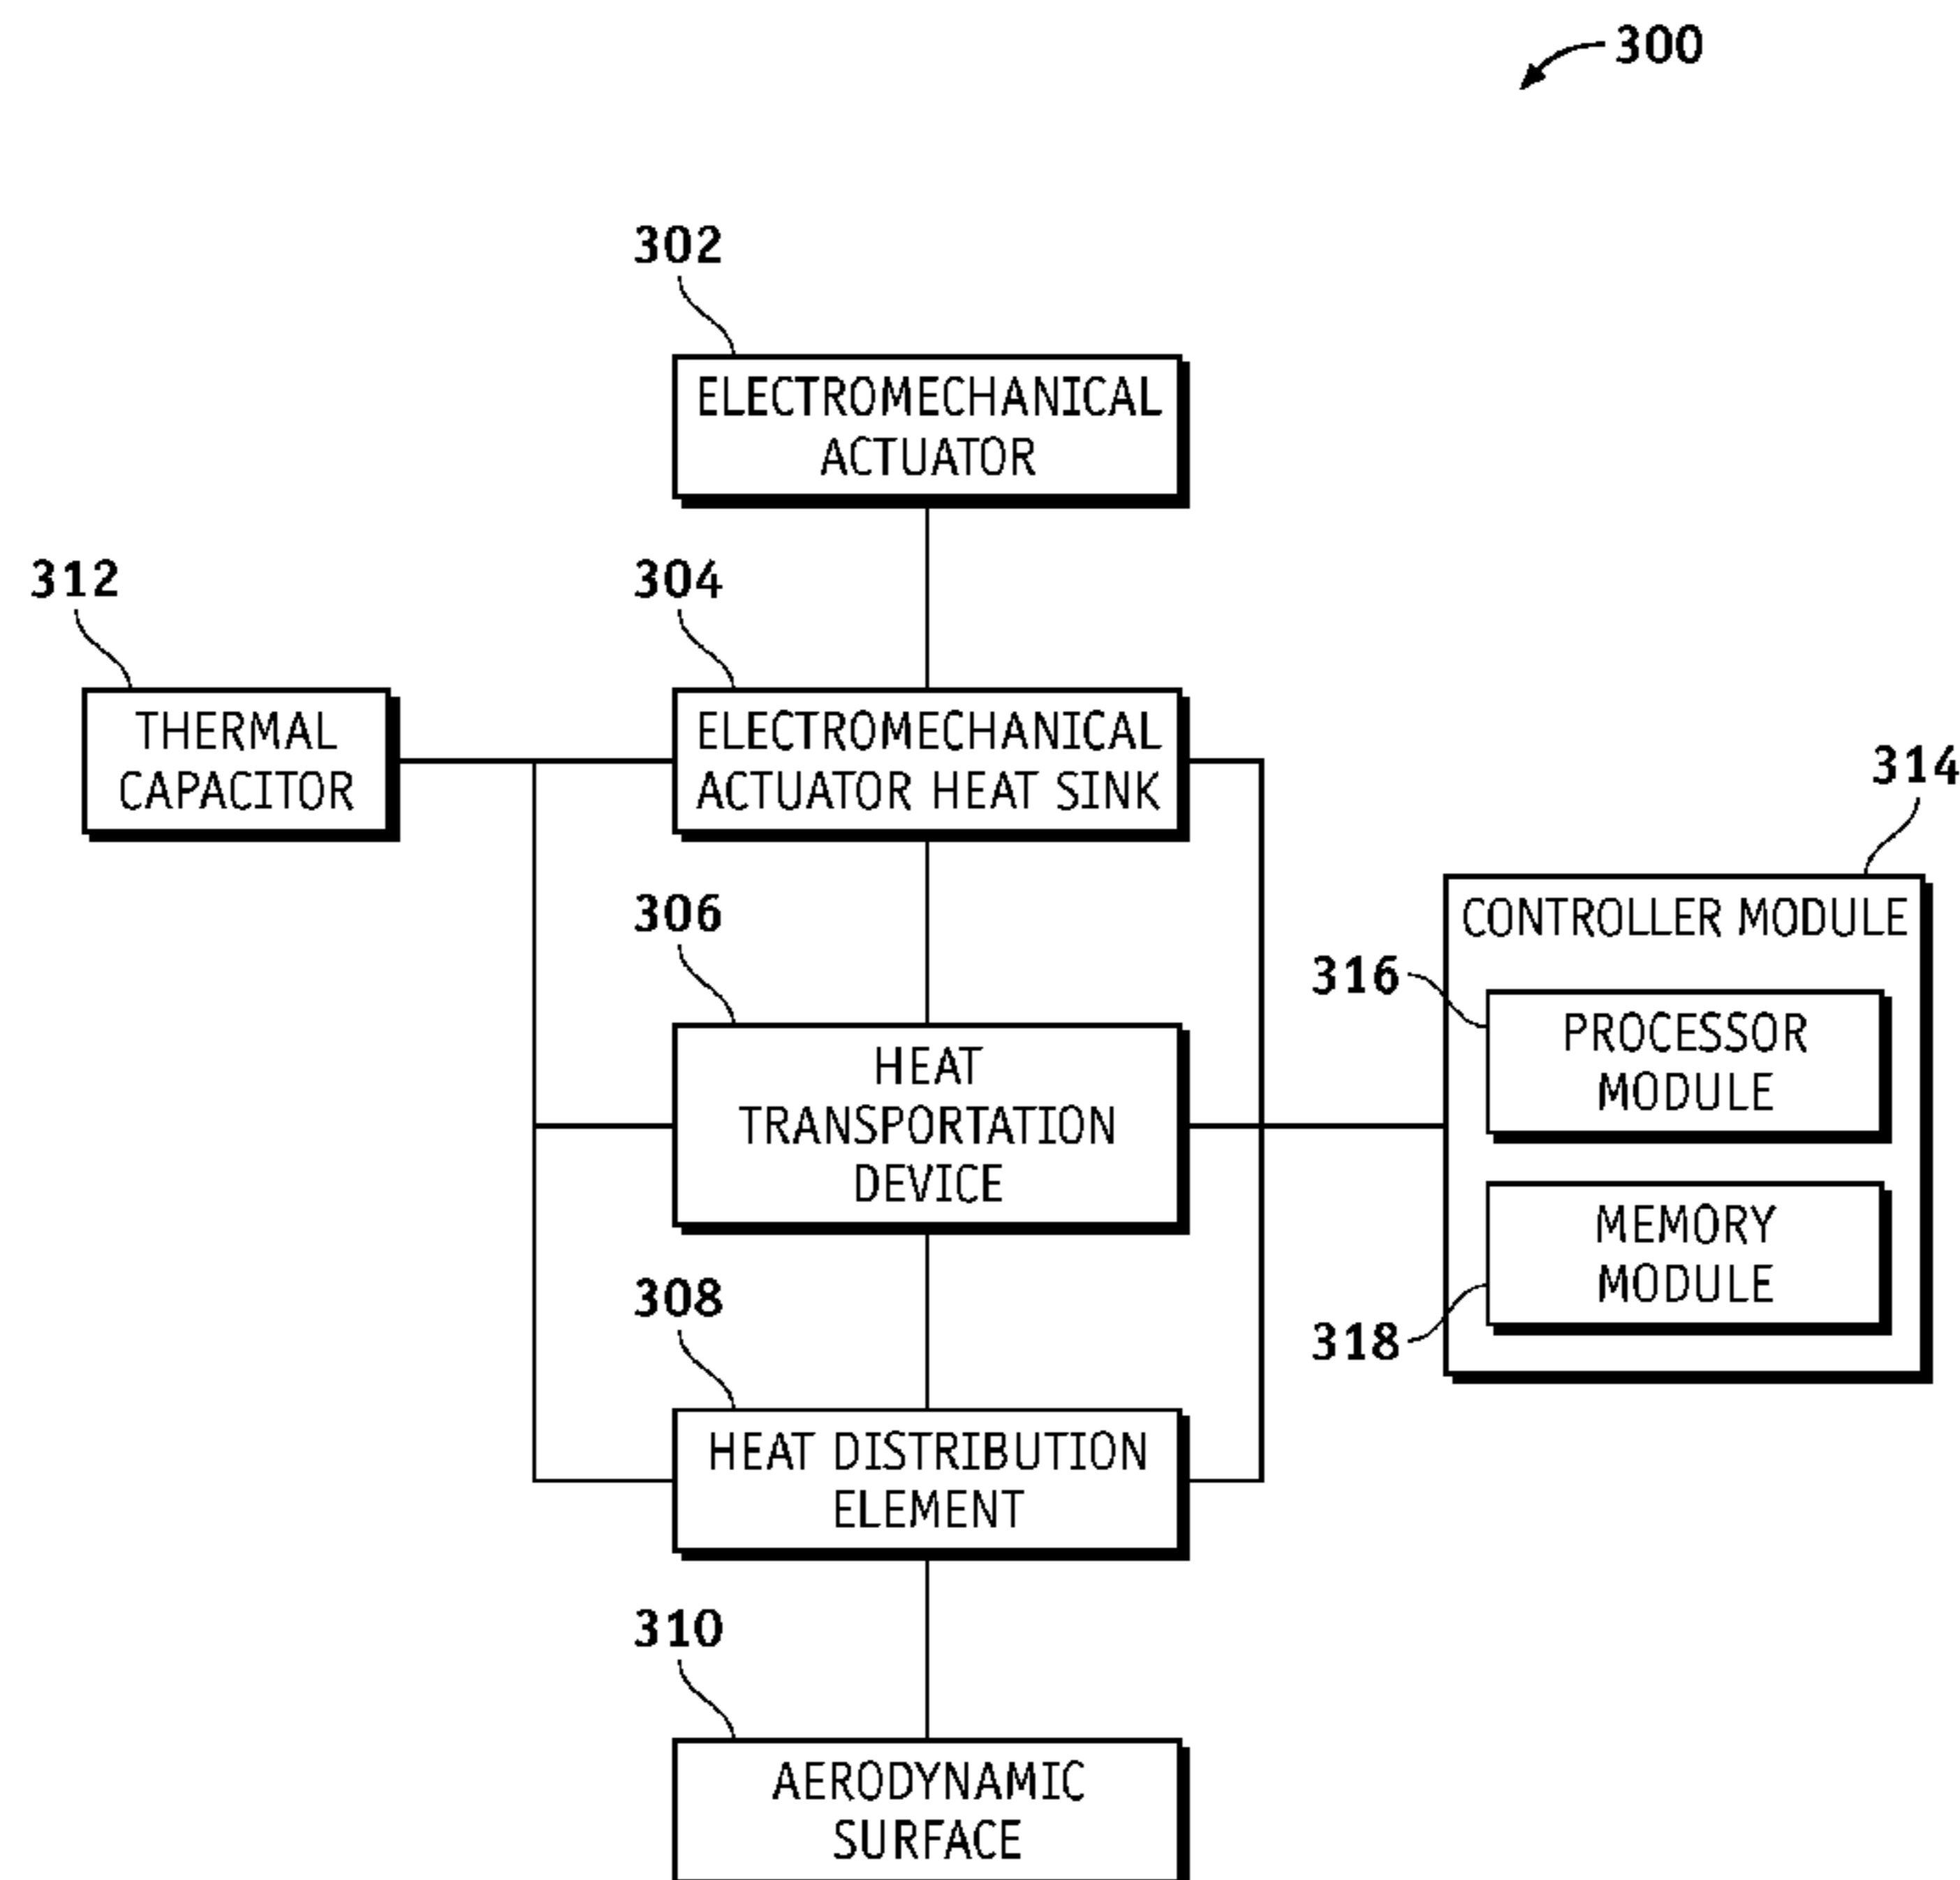 300
302
ELECTROMECHANICAL
ACTUATOR
312
304
THERMAL
CAPACITOR
ELECTROMECHANICAL
ACTUATOR HEAT SINK
314
306
CONTROLLER MODULE
316
HEAT
TRANSPORTATION
DEVICE
PROCESSOR
MODULE
MEMORY
MODULE
308
318
HEAT DISTRIBUTION
ELEMENT
310
AERODYNAMIC
SURFACE